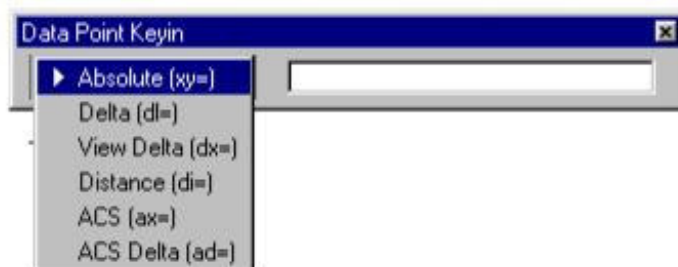 Data Point Keyin
Absolute (xy=)
Delta (dl=)
View Delta (dx=)
Distance (di=)
ACS (ax=)
ACS Delta (ad=)